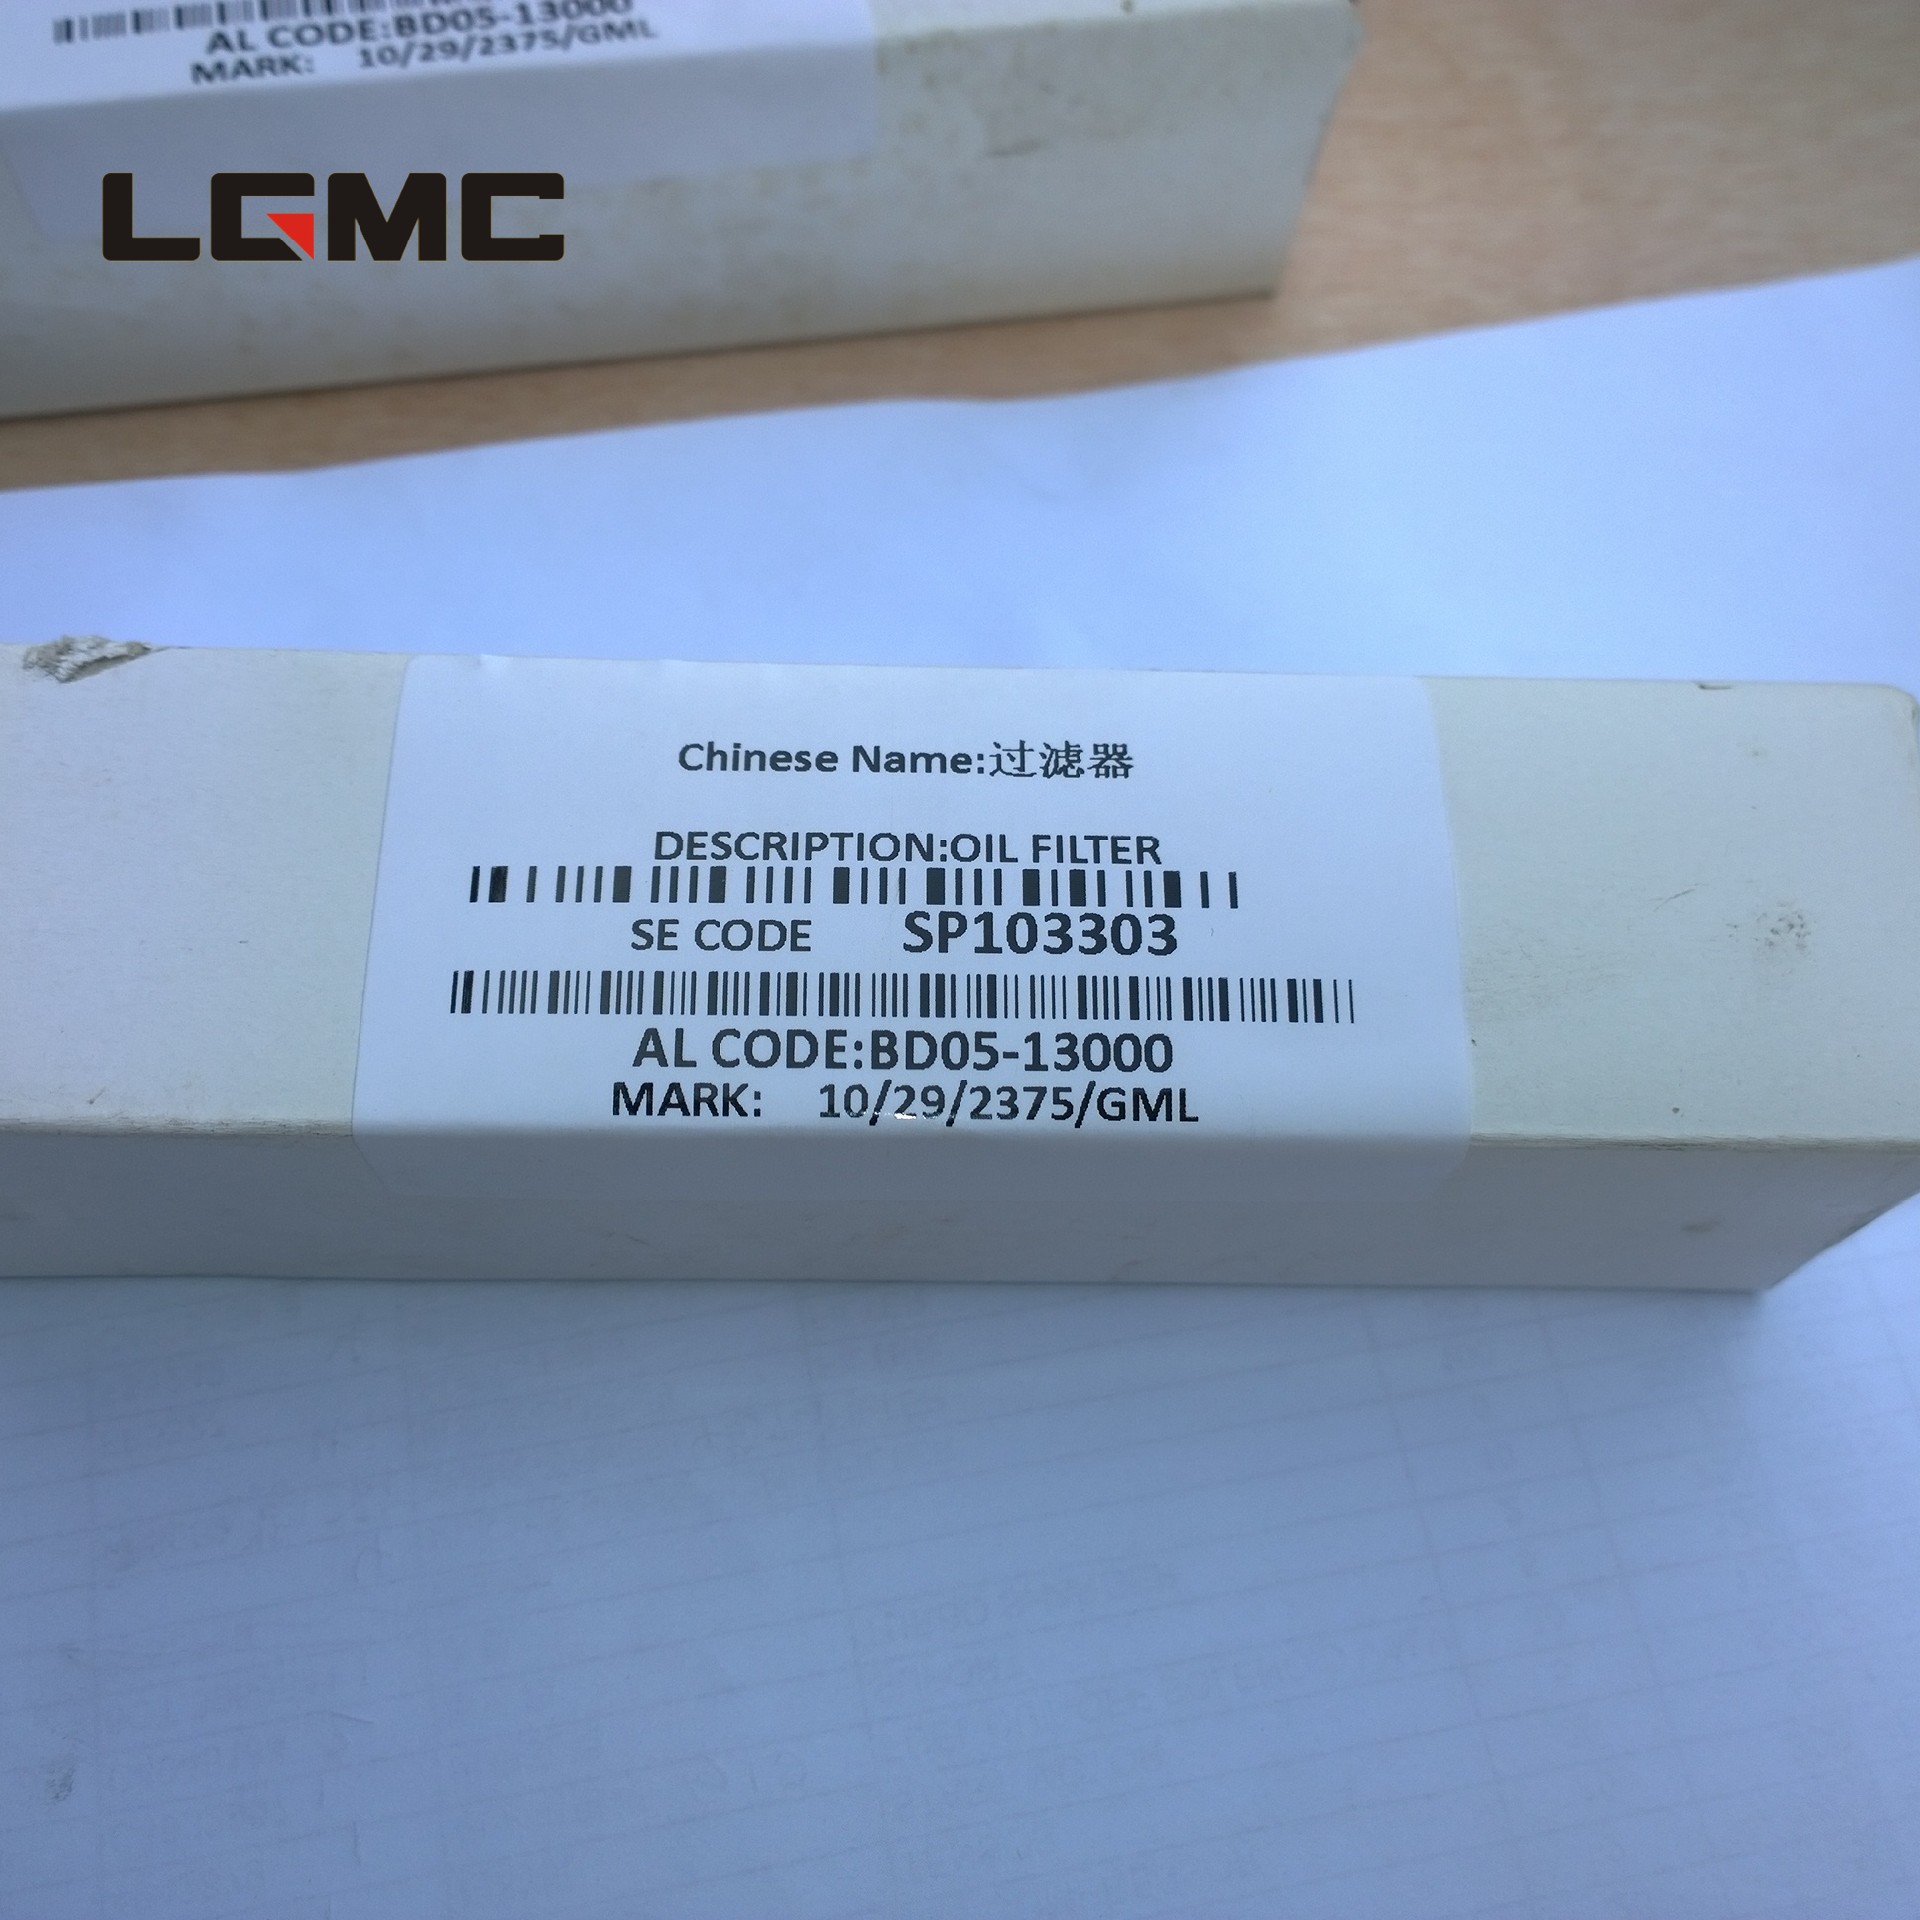 AL CODE:BD05-13000
MARK: 10/29/2375/GML
LGMC
Chinese Name:过滤器
DESCRIPTION:OIL FILTER
SE CODE SP103303
AL CODE:BD05-13000
MARK: 10/29/2375/GML